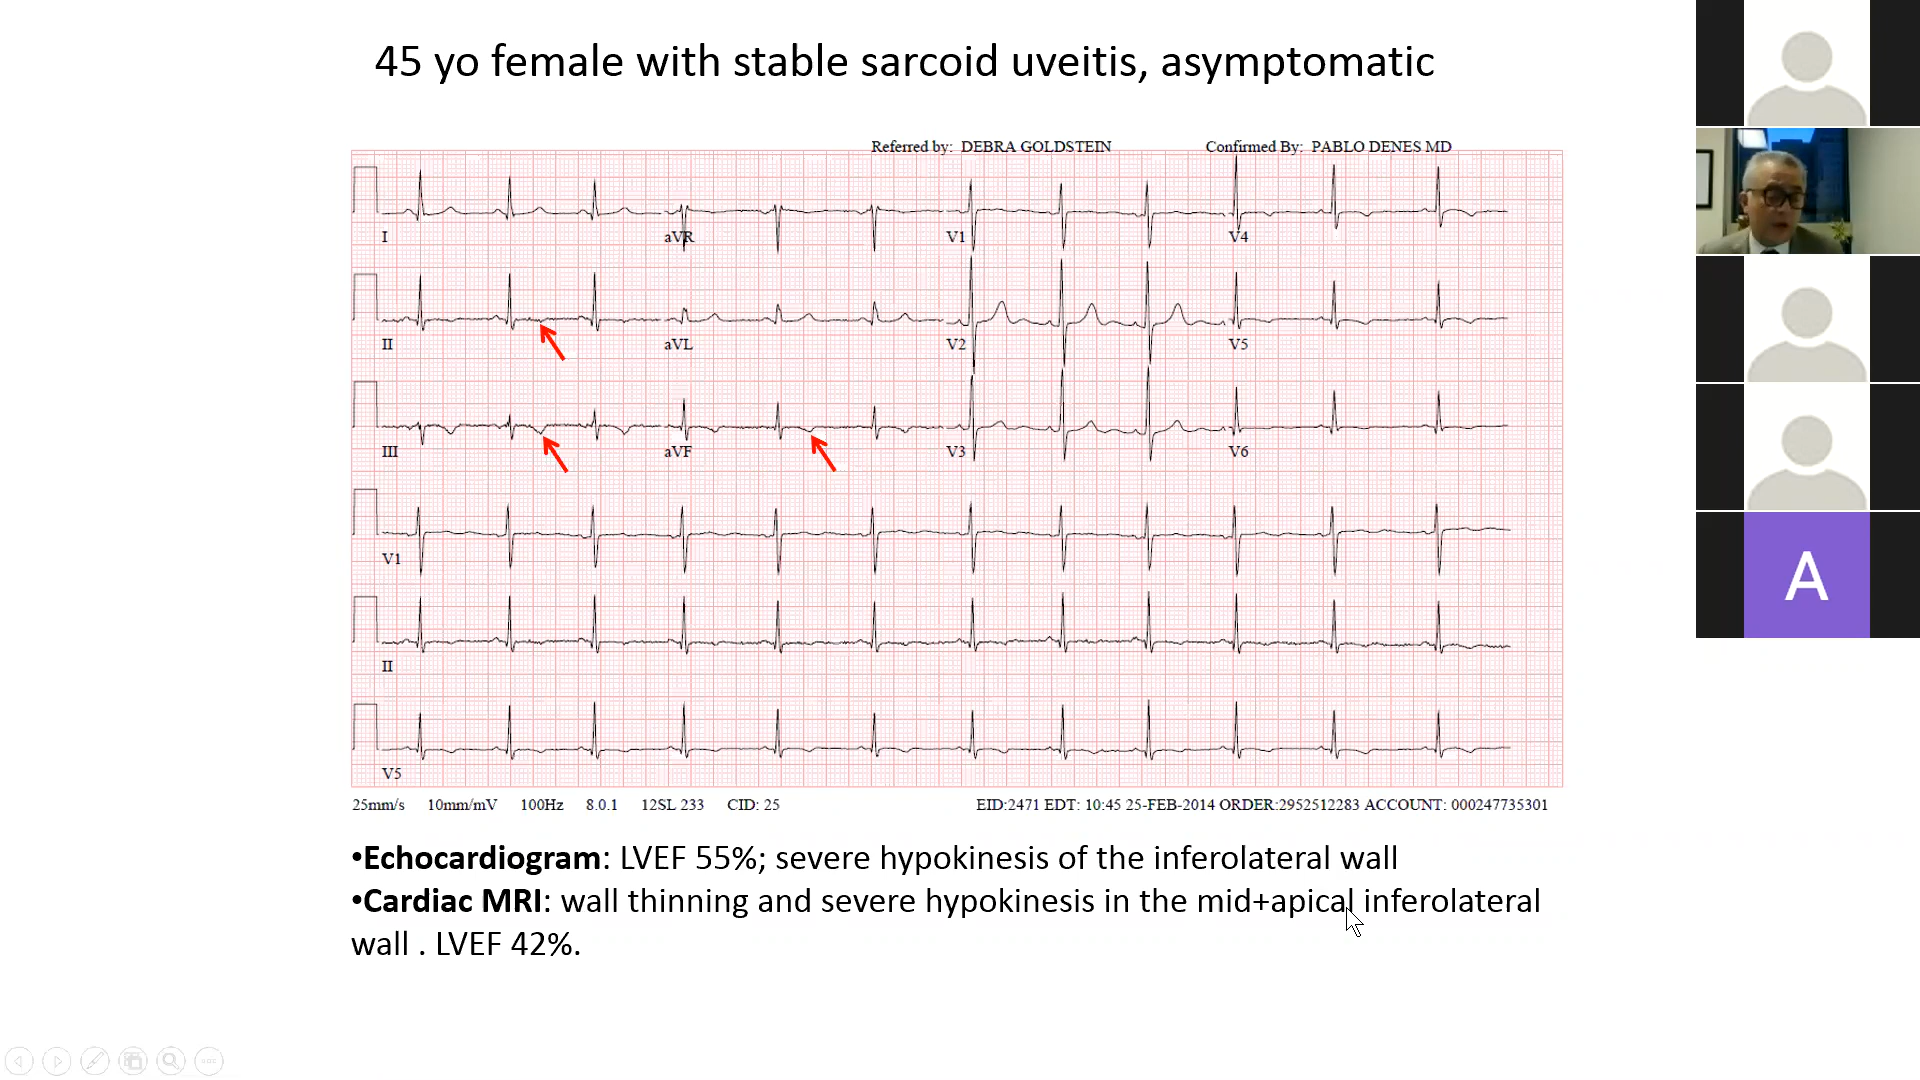 45 yo female with stable sarcoid uveitis, asymptomatic
Referred by: DEBRA GOLDSTEIN Confirmed By: PABLO DENES MD
I aVR V1 V4
II aVL V2 V5
III aVF V3 V6
V1
II
V5
25mm/s 10mm/mV 100Hz 8.0.1 12SL 233 CID: 25 EID:2471 EDT: 10:45 25-FEB-2014 ORDER:2952512283 ACCOUNT: 000247735301
•Echocardiogram: LVEF 55%; severe hypokinesis of the inferolateral wall
•Cardiac MRI: wall thinning and severe hypokinesis in the mid+apical inferolateral
wall . LVEF 42%.
A